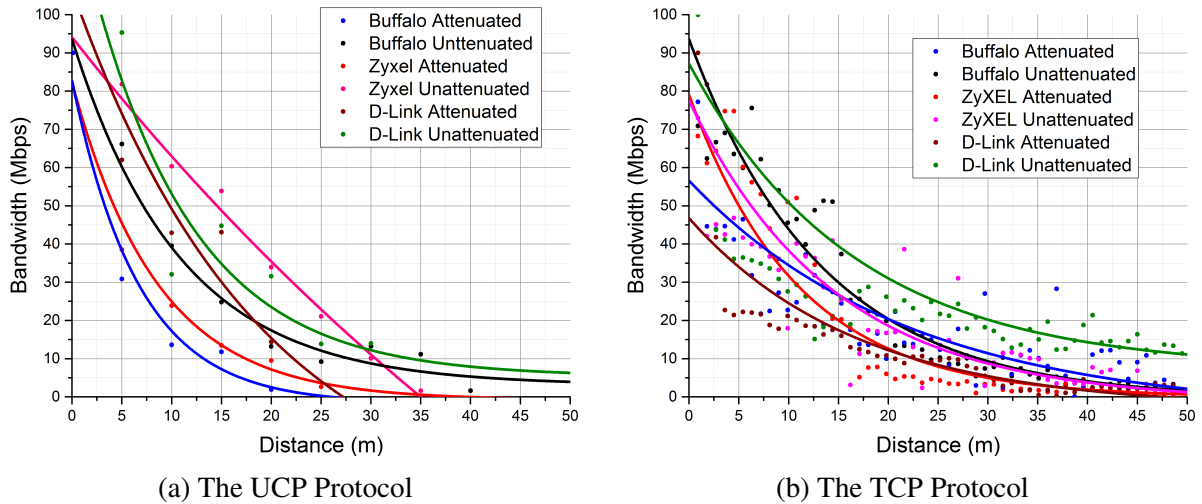 Bandwidth (Mbps)
100
90
80
70
60
50
40
30
20
10
0
0 5 10 15 20 25 30 35 40 45 50
Distance (m)
Buffalo Attenuated
Buffalo Unttenuated
Zyxel Attenuated
Zyxel Unattenuated
D-Link Attenuated
D-Link Unattenuated
(a) The UCP Protocol
Bandwidth (Mbps)
100
90
80
70
60
50
40
30
20
10
0
0 5 10 15 20 25 30 35 40 45 50
Distance (m)
Buffalo Attenuated
Buffalo Unattenuated
ZyXEL Attenuated
ZyXEL Unattenuated
D-Link Attenuated
D-Link Unattenuated
(b) The TCP Protocol